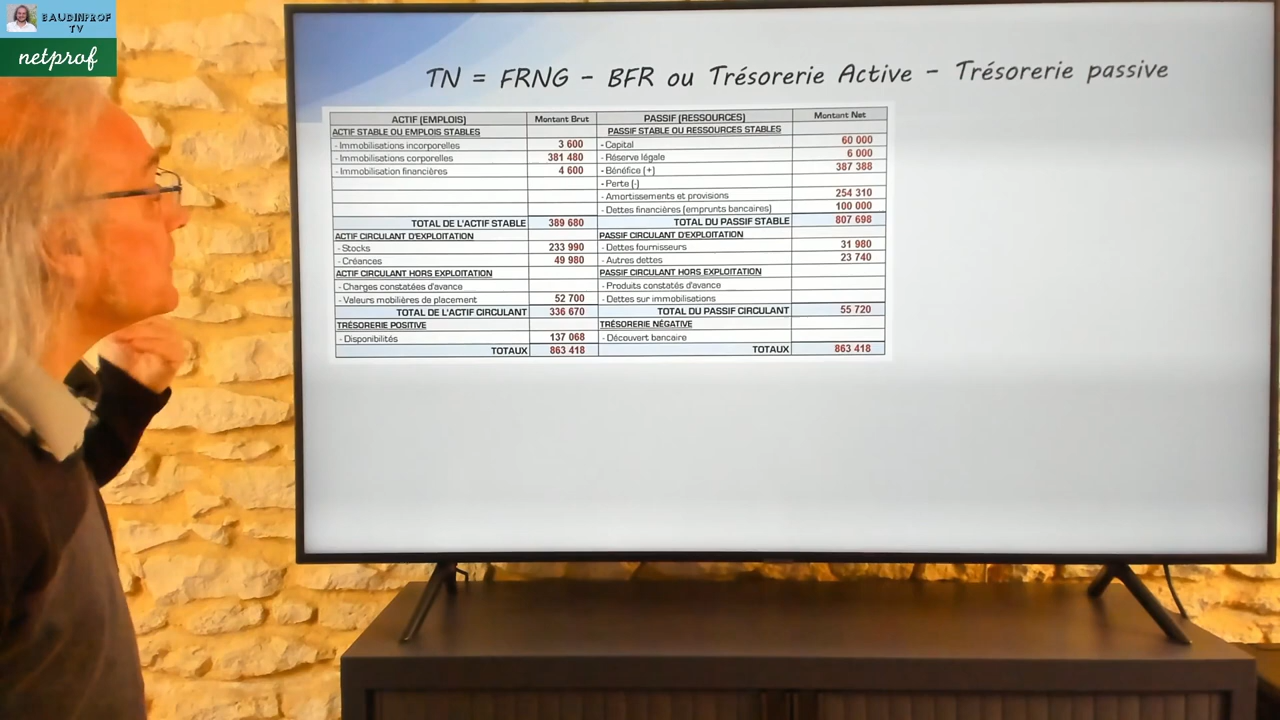 BAUDINPROF
TV
netprof
TN = FRNG - BFR ou Trésorerie Active - Trésorerie passive
ACTIF (EMPLOIS) Montant Brut PASSIF (RESSOURCES) Montant Net
ACTIF STABLE OU EMPLOIS STABLES PASSIF STABLE OU RESSOURCES STABLES
- Immobilisations incorporelles 3 600 - Capital 60 000
- Immobilisations corporelles 381 480 - Réserve légale 6 000
- Immobilisation financières 4 600 - Bénéfice (+) 387 388
- Perte (-)
- Amortissements et provisions 254 310
- Dettes financières (emprunts bancaires) 100 000
TOTAL DE L'ACTIF STABLE 389 680 TOTAL DU PASSIF STABLE 807 698
ACTIF CIRCULANT D'EXPLOITATION PASSIF CIRCULANT D'EXPLOITATION
- Stocks 233 990 - Dettes fournisseurs 31 980
- Créances 49 980 - Autres dettes 23 740
ACTIF CIRCULANT HORS EXPLOITATION PASSIF CIRCULANT HORS EXPLOITATION
- Charges constatées d'avance - Produits constatés d'avance
- Valeurs mobilières de placement 52 700 - Dettes sur immobilisations
TOTAL DE L'ACTIF CIRCULANT 336 670 TOTAL DU PASSIF CIRCULANT 55 720
TRÉSORERIE POSITIVE TRÉSORERIE NÉGATIVE
- Disponibilités 137 068 - Découvert bancaire
TOTAUX 863 418 TOTAUX 863 418